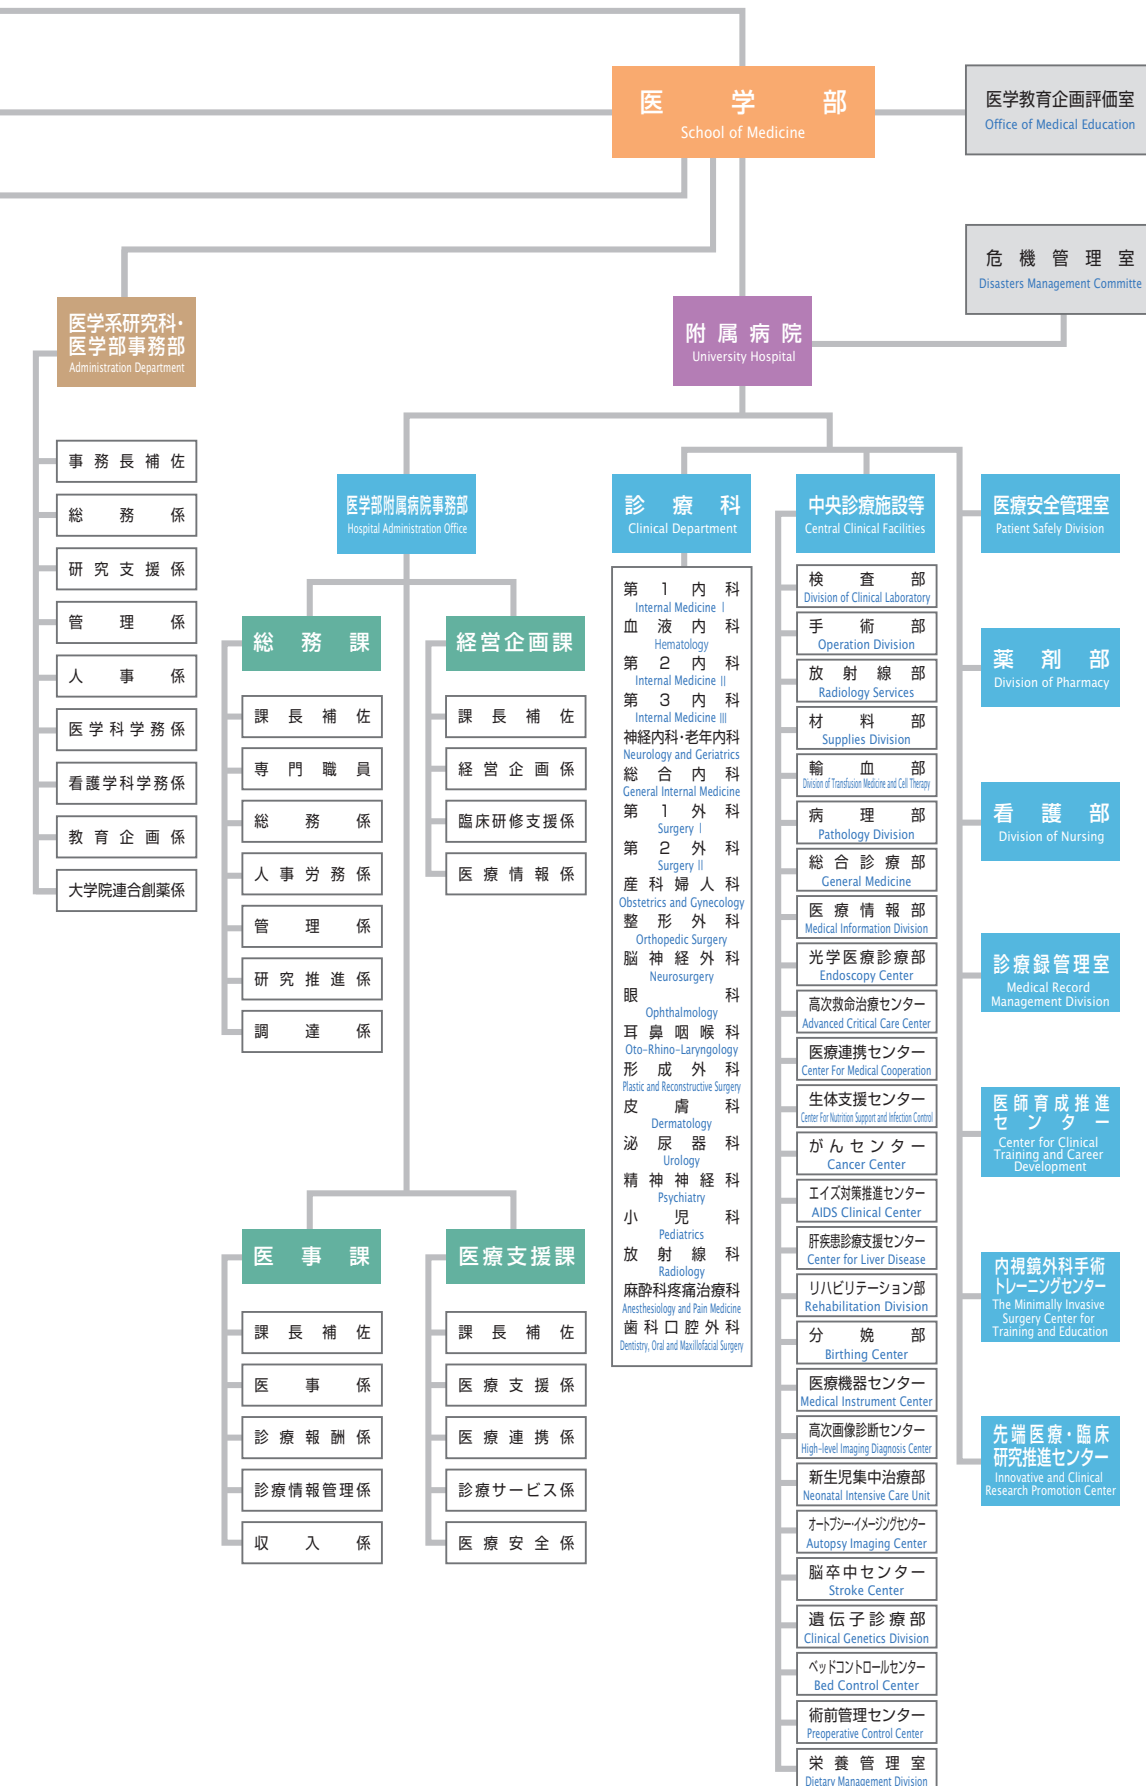 医学部
School of Medicine
医学教育企画評価室
Office of Medical Education
危機管理室
Disasters Management Committe
医学系研究科・
医学部事務部
Administration Department
事務長補佐
総務係
研究支援係
管理係
人事係
医学科学務係
看護学科学務係
教育企画係
大学院連合創薬係
附属病院
University Hospital
医学部附属病院事務部
Hospital Administration Office
総務課
課長補佐
専門職員
総務係
人事労務係
管理係
研究推進係
調達係
経営企画課
課長補佐
経営企画係
臨床研修支援係
医療情報係
医事課
課長補佐
医事係
診療報酬係
診療情報管理係
収入係
医療支援課
課長補佐
医療支援係
医療連携係
診療サービス係
医療安全係
診療科
Clinical Department
第1内科
Internal Medicine Ⅰ
血液内科
Hematology
第2内科
Internal Medicine Ⅱ
第3内科
Internal Medicine Ⅲ
神経内科・老年内科
Neurology and Geriatrics
総合内科
General Internal Medicine
第1外科
Surgery Ⅰ
第2外科
Surgery Ⅱ
産科婦人科
Obstetrics and Gynecology
整形外科
Orthopedic Surgery
脳神経外科
Neurosurgery
眼科
Ophthalmology
耳鼻咽喉科
Oto-Rhino-Laryngology
形成外科
Plastic and Reconstructive Surgery
皮膚科
Dermatology
泌尿器科
Urology
精神神経科
Psychiatry
小児科
Pediatrics
放射線科
Radiology
麻酔科疼痛治療科
Anesthesiology and Pain Medicine
歯科口腔外科
Dentistry, Oral and Maxillofacial Surgery
中央診療施設等
Central Clinical Facilities
検査部
Division of Clinical Laboratory
手術部
Operation Division
放射線部
Radiology Services
材料部
Supplies Division
輸血部
Division of Transfusion Medicine and Cell Therapy
病理部
Pathology Division
総合診療部
General Medicine
医療情報部
Medical Information Division
光学医療診療部
Endoscopy Center
高次救命治療センター
Advanced Critical Care Center
医療連携センター
Center For Medical Cooperation
生体支援センター
Center For Nutrition Support and Infection Control
がんセンター
Cancer Center
エイズ対策推進センター
AIDS Clinical Center
肝疾患診療支援センター
Center for Liver Disease
リハビリテーション部
Rehabilitation Division
分娩部
Birthing Center
医療機器センター
Medical Instrument Center
高次画像診断センター
High-level Imaging Diagnosis Center
新生児集中治療部
Neonatal Intensive Care Unit
オートプシー・イメージングセンター
Autopsy Imaging Center
脳卒中センター
Stroke Center
遺伝子診療部
Clinical Genetics Division
ベッドコントロールセンター
Bed Control Center
術前管理センター
Preoperative Control Center
栄養管理室
Dietary Management Division
医療安全管理室
Patient Safely Division
薬剤部
Division of Pharmacy
看護部
Division of Nursing
診療録管理室
Medical Record
Management Division
医師育成推進
センター
Center for Clinical
Training and Career
Development
内視鏡外科手術
トレーニングセンター
The Minimally Invasive
Surgery Center for
Training and Education
先端医療・臨床
研究推進センター
Innovative and Clinical
Research Promotion Center